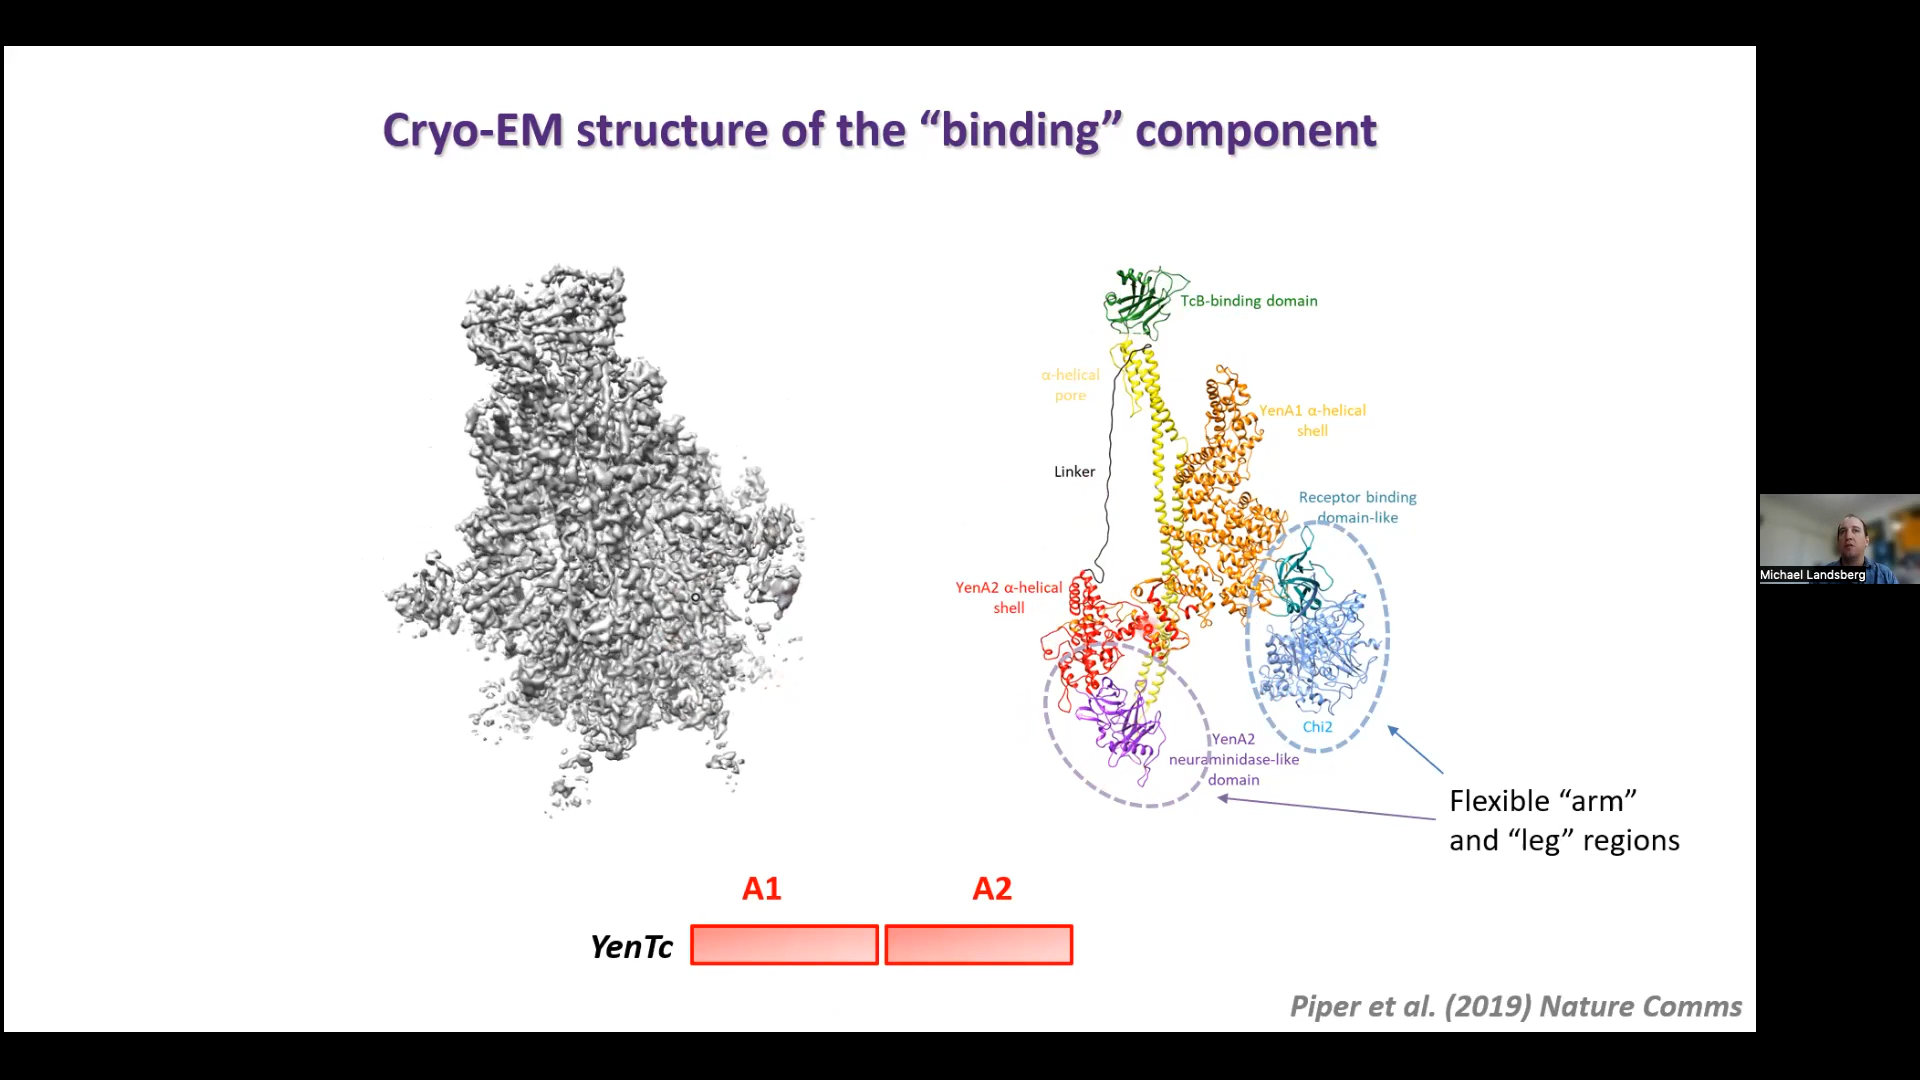 Cryo-EM structure of the “binding” component
TcB-binding domain
α-helical
pore
YenA1 α-helical
shell
Linker
Receptor binding
domain-like
YenA2 α-helical
shell
Chi2
YenA2
neuraminidase-like
domain
Flexible “arm”
and “leg” regions
A1 A2
YenTc
Piper et al. (2019) Nature Comms
Michael Landsberg